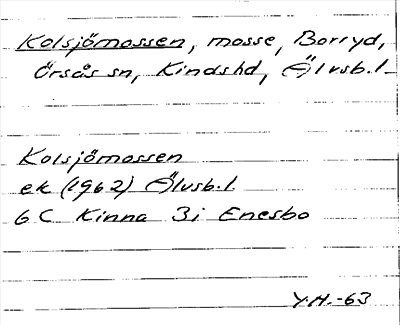 Kolsjömossen, mosse, Borryd,
Örsås sn, Kindshd, Älvsb.l
Kolsjömossen
ek (1962) Älvsb.l
6 C Kinna 3i Enesbo
Y.H.-63